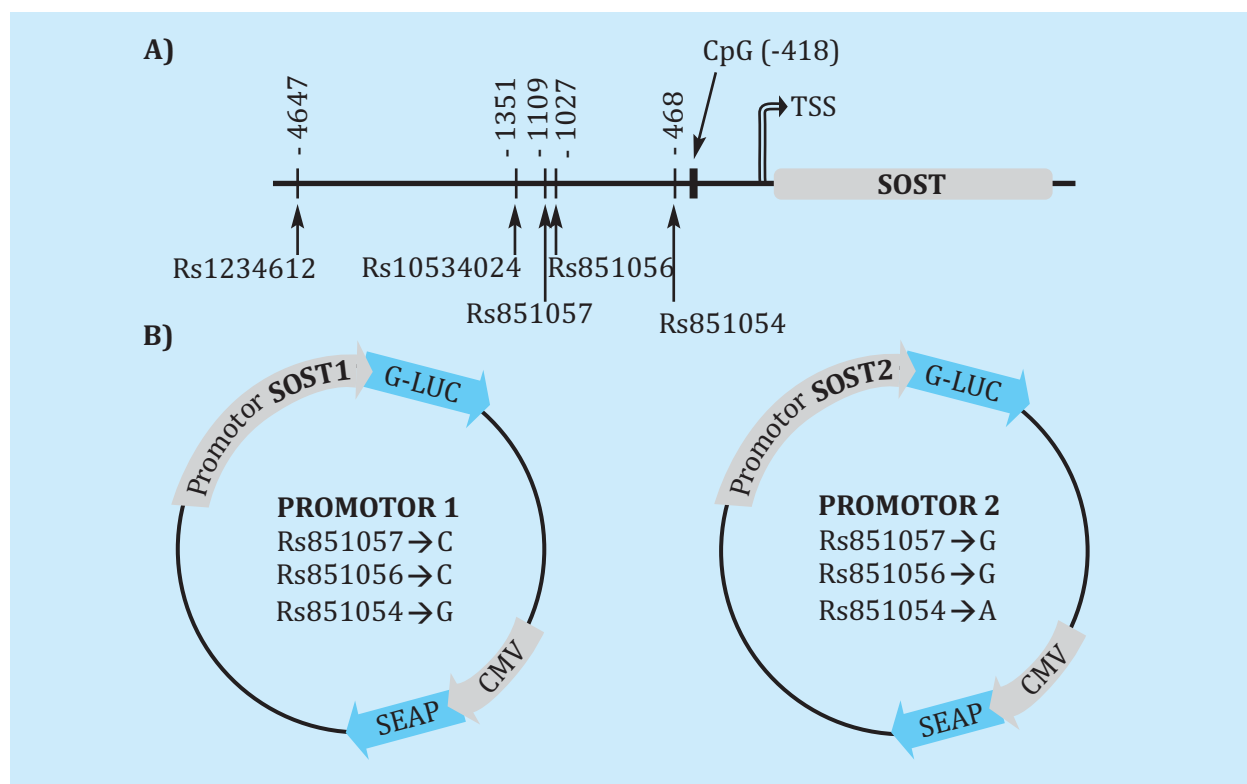 A)
CpG (-418)
- 4647
- 1351
- 1109
- 1027
- 468
TSS
SOST
Rs1234612
Rs10534024
Rs851056
Rs851057
Rs851054
B)
Promotor SOST1
G-LUC
PROMOTOR 1
Rs851057→C
Rs851056→C
Rs851054→G
CMV
SEAP
Promotor SOST2
G-LUC
PROMOTOR 2
Rs851057→G
Rs851056→G
Rs851054→A
CMV
SEAP